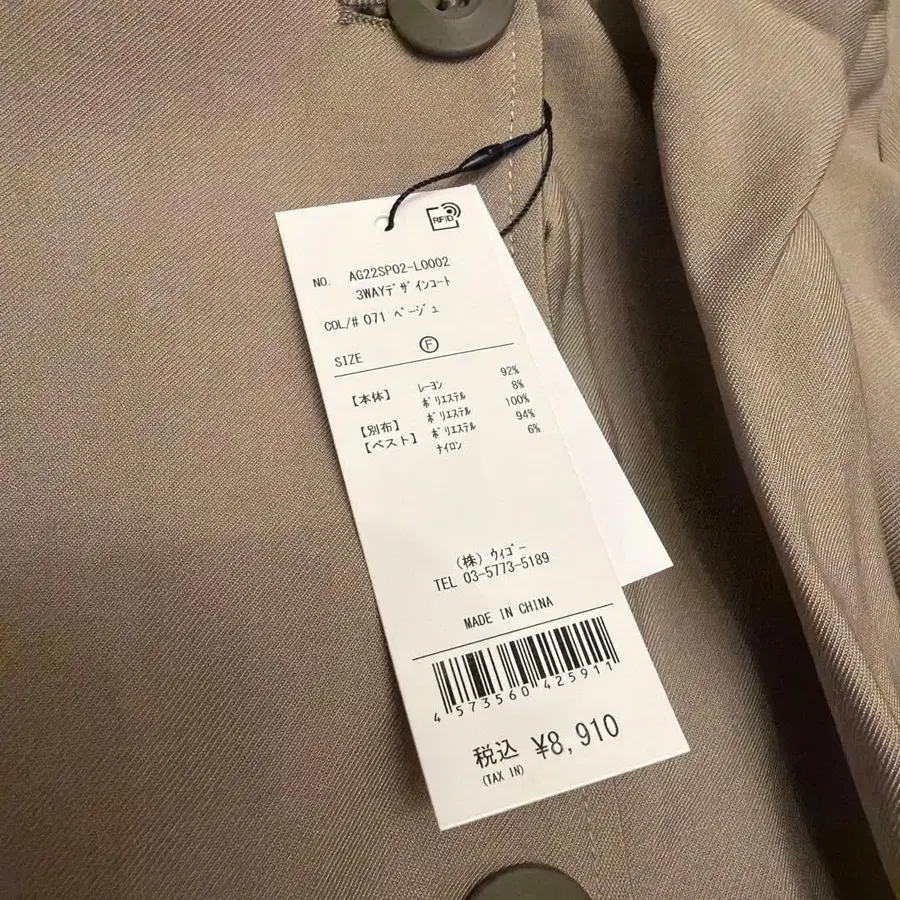 RFID
NO. AG22SP02-L0002
3WAYﾃﾞｻﾞｲﾝｺｰﾄ
COL/# 071 ﾍﾞｰｼﾞｭ
SIZE Ⓕ
【本体】 ﾚｰﾖﾝ 92%
ﾎﾟﾘｴｽﾃﾙ 8%
【別布】 ﾎﾟﾘｴｽﾃﾙ 100%
【ベスト】 ﾎﾟﾘｴｽﾃﾙ 94%
ﾅｲﾛﾝ 6%
(株) ｳｨｺﾞｰ
TEL 03-5773-5189
MADE IN CHINA
4 573560 425911
税込 ¥8,910
(TAX IN)